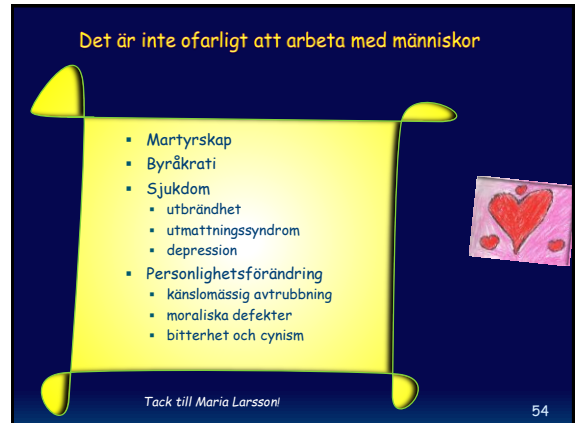 Det är inte ofarligt att arbeta med människor
▪ Martyrskap
▪ Byråkrati
▪ Sjukdom
▪ utbrändhet
▪ utmattningssyndrom
▪ depression
▪ Personlighetsförändring
▪ känslomässig avtrubbning
▪ moraliska defekter
▪ bitterhet och cynism
Tack till Maria Larsson!
54